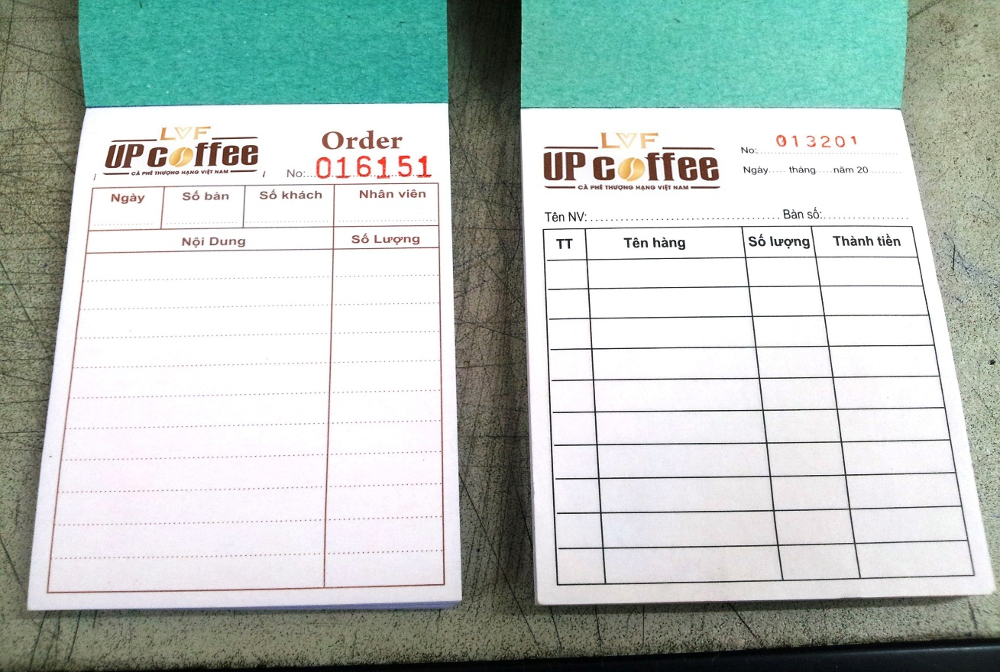 LVF
UP coffee
CÀ PHÊ THƯỢNG HẠNG VIỆT NAM
Order
No:...016151
Ngày Số bàn Số khách Nhân viên
Nội Dung Số Lượng
LVF
UP coffee
CÀ PHÊ THƯỢNG HẠNG VIỆT NAM
No: 013201
Ngày..... tháng.....năm 20.........
Tên NV:.......................................Bàn số:...................
TT Tên hàng Số lượng Thành tiền